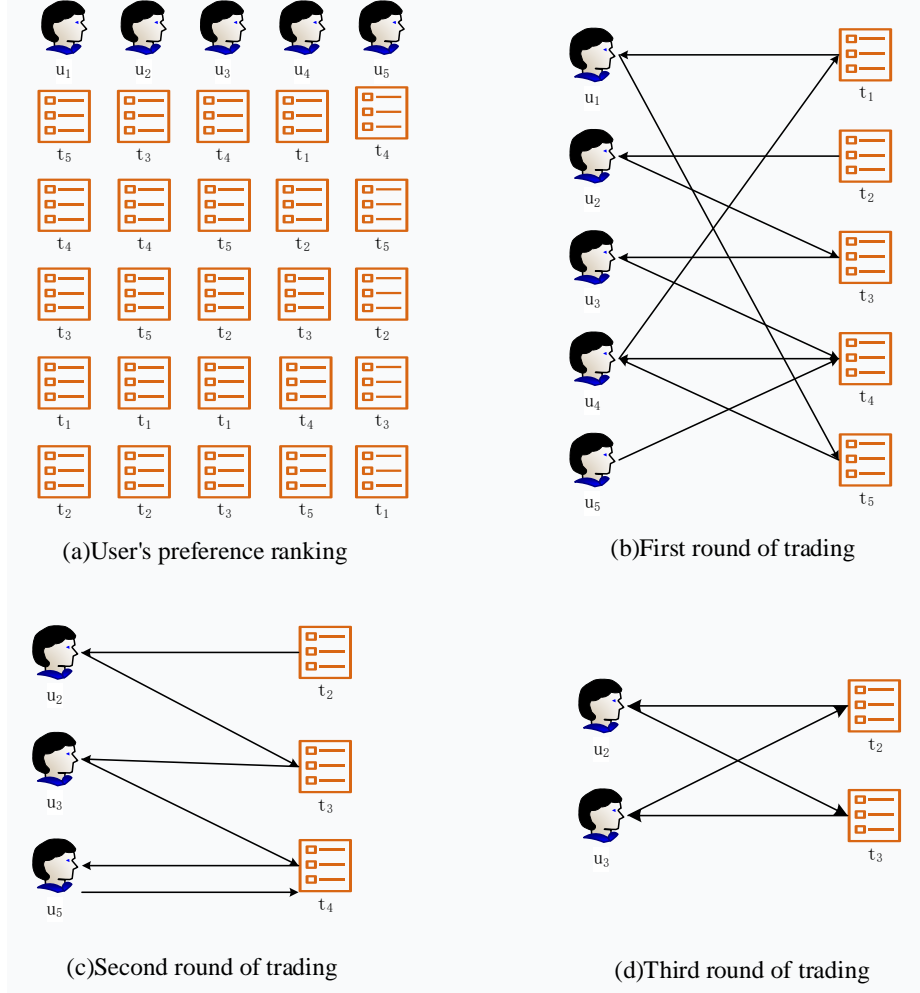 u₁ u₂ u₃ u₄ u₅
t₅ t₃ t₄ t₁ t₄
t₄ t₄ t₅ t₂ t₅
t₃ t₅ t₂ t₃ t₂
t₁ t₁ t₁ t₄ t₃
t₂ t₂ t₃ t₅ t₁
(a)User's preference ranking
u₁ t₁
u₂ t₂
u₃ t₃
u₄ t₄
u₅ t₅
(b)First round of trading
u₂ t₂
u₃ t₃
u₅ t₄
(c)Second round of trading
u₂ t₂
u₃ t₃
(d)Third round of trading